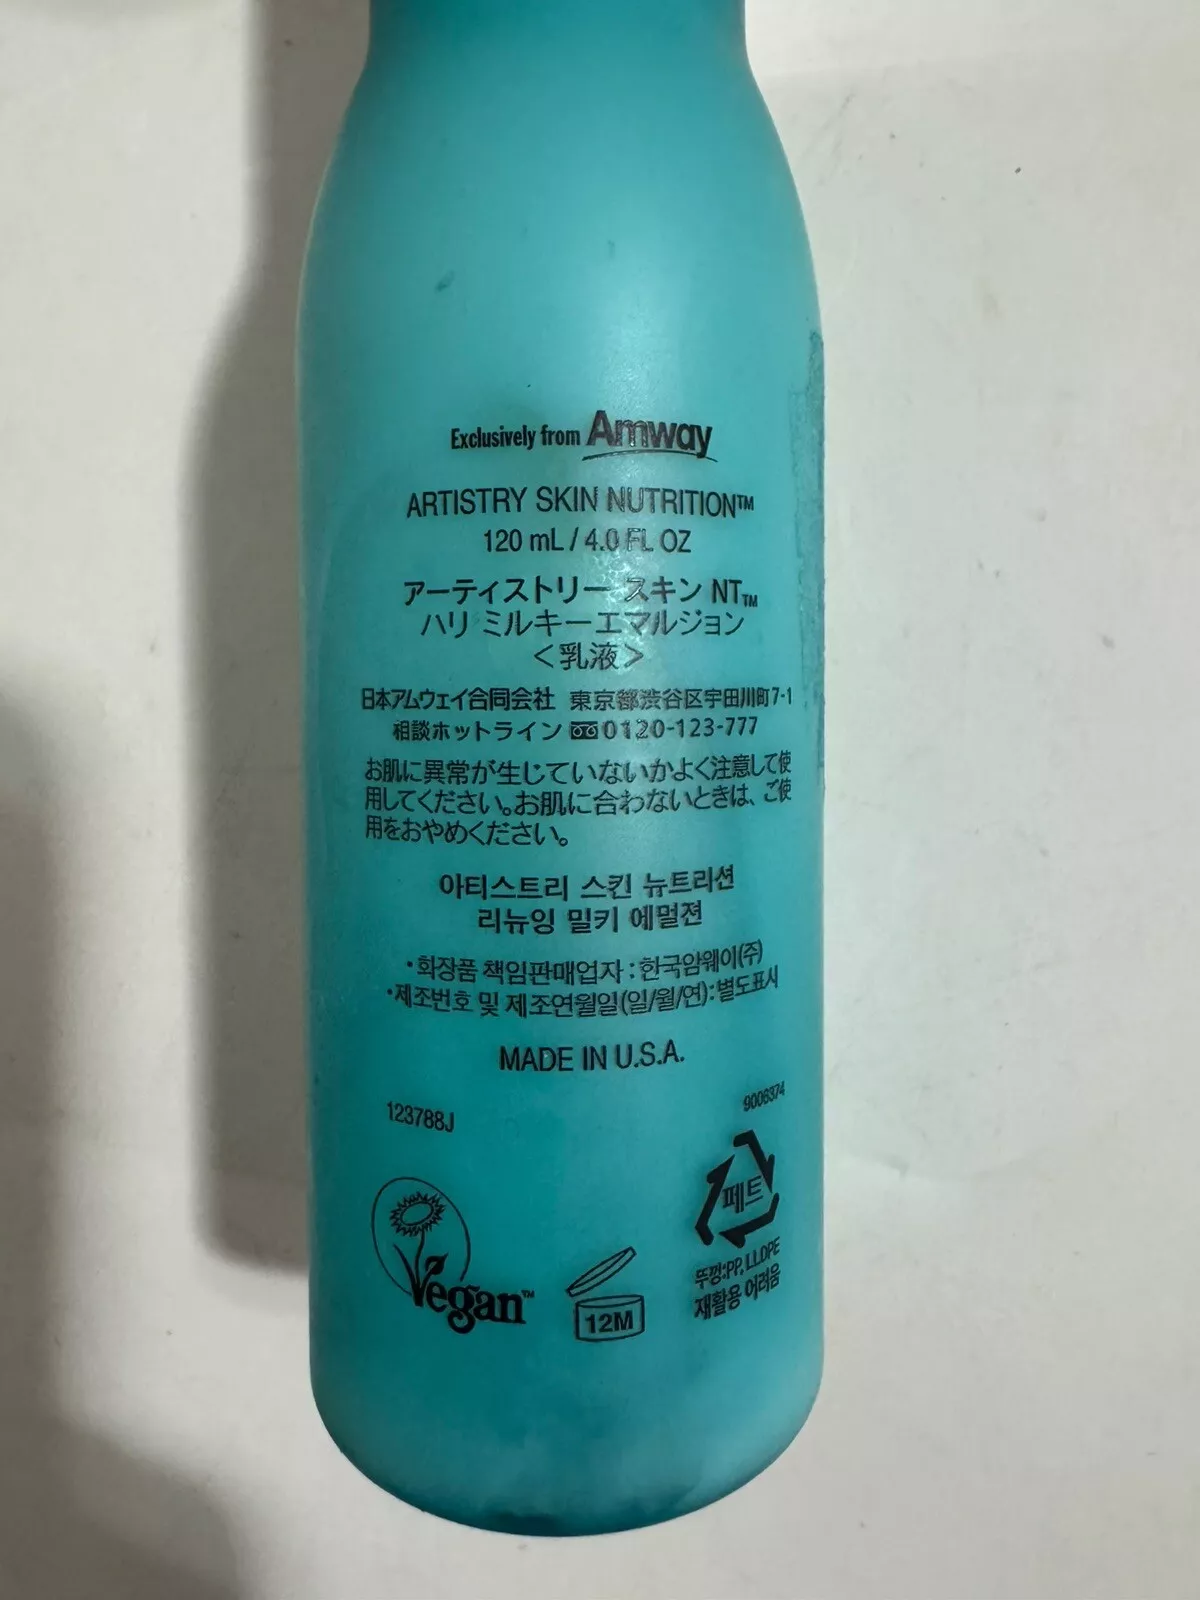 Exclusively from Amway
ARTISTRY SKIN NUTRITION™
120 mL / 4.0 FL OZ
アーティストリー スキン NT™
ハリ ミルキーエマルジョン
＜乳液＞
日本アムウェイ合同会社 東京都渋谷区宇田川町7-1
相談ホットライン 0120-123-777
お肌に異常が生じていないかよく注意して使
用してください。お肌に合わないときは、ご使
用をおやめください。
아티스트리 스킨 뉴트리션
리뉴잉 밀키 에멀젼
·화장품 책임판매업자 : 한국암웨이(주)
·제조번호 및 제조연월일(일/월/연) : 별도표시
MADE IN U.S.A.
123788J
9006374
페트
뚜껑:PP, LLDPE
재활용 어려움
Vegan™
12M